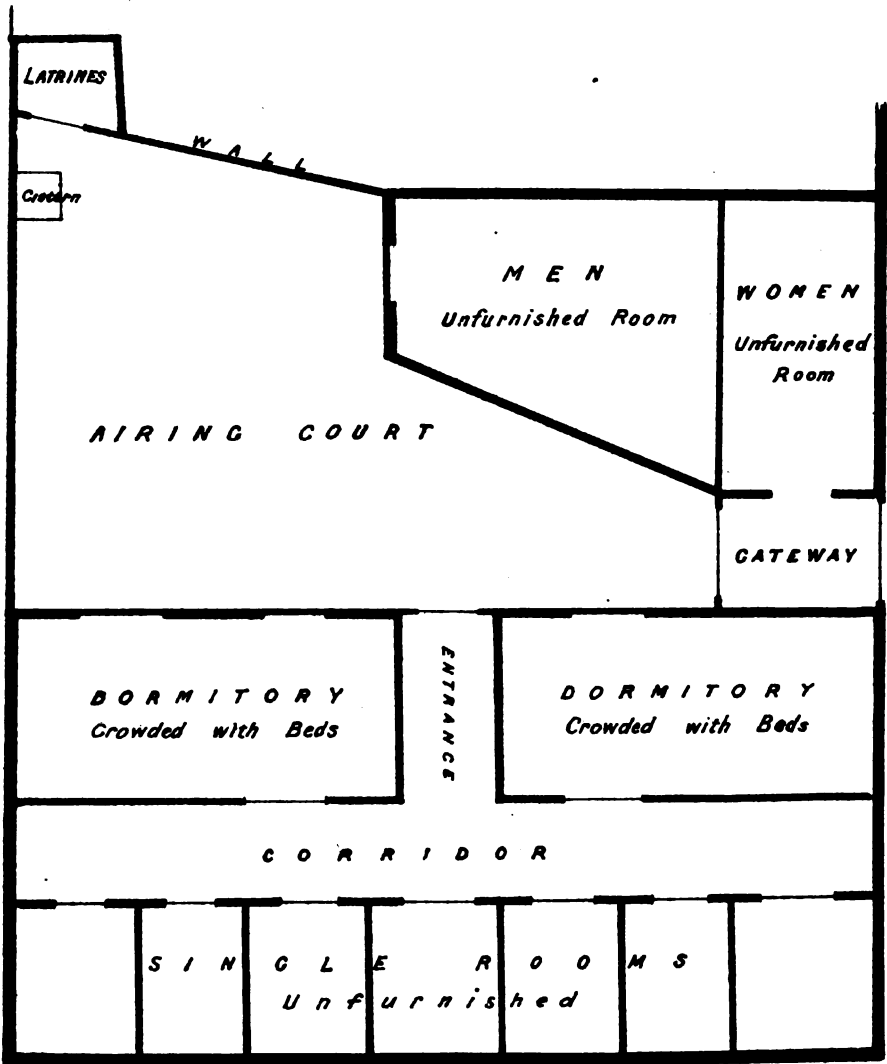 LATRINES
WALL
Cistern
MEN
Unfurnished Room
WOMEN
Unfurnished
Room
AIRING COURT
GATEWAY
ENTRANCE
DORMITORY
Crowded with Beds
DORMITORY
Crowded with Beds
CORRIDOR
SINGLE ROOMS
Unfurnished